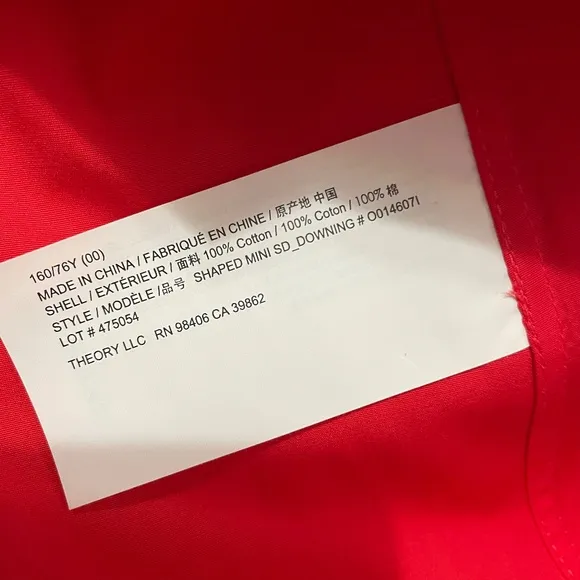 160/76Y (00)
MADE IN CHINA / FABRIQUÉ EN CHINE / 原产地 中国
SHELL / EXTÉRIEUR / 面料 100% Cotton / 100% Coton / 100% 棉
STYLE / MODÈLE /品号 SHAPED MINI SD_DOWNING # O014607I
LOT # 475054
THEORY LLC RN 98406 CA 39862